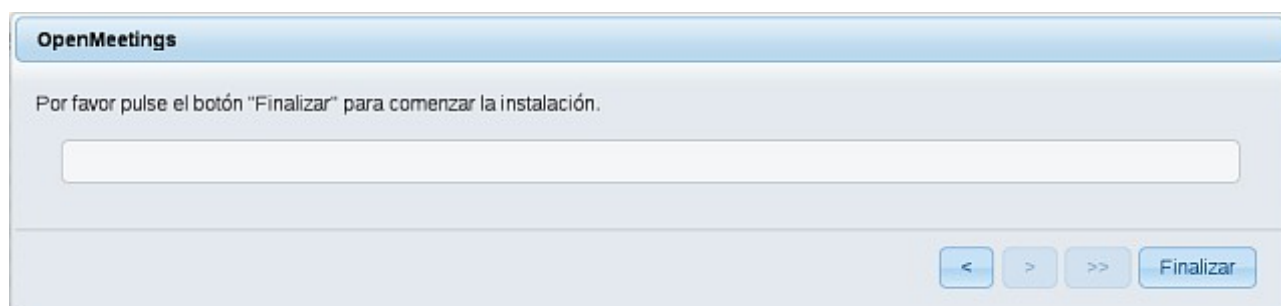 OpenMeetings
Por favor pulse el botón "Finalizar" para comenzar la instalación.
< > >> Finalizar